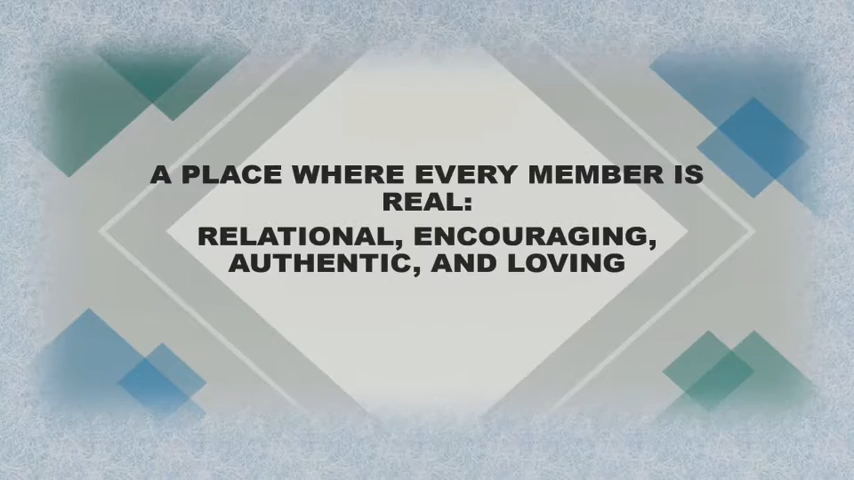 A PLACE WHERE EVERY MEMBER IS
REAL:
RELATIONAL, ENCOURAGING,
AUTHENTIC, AND LOVING